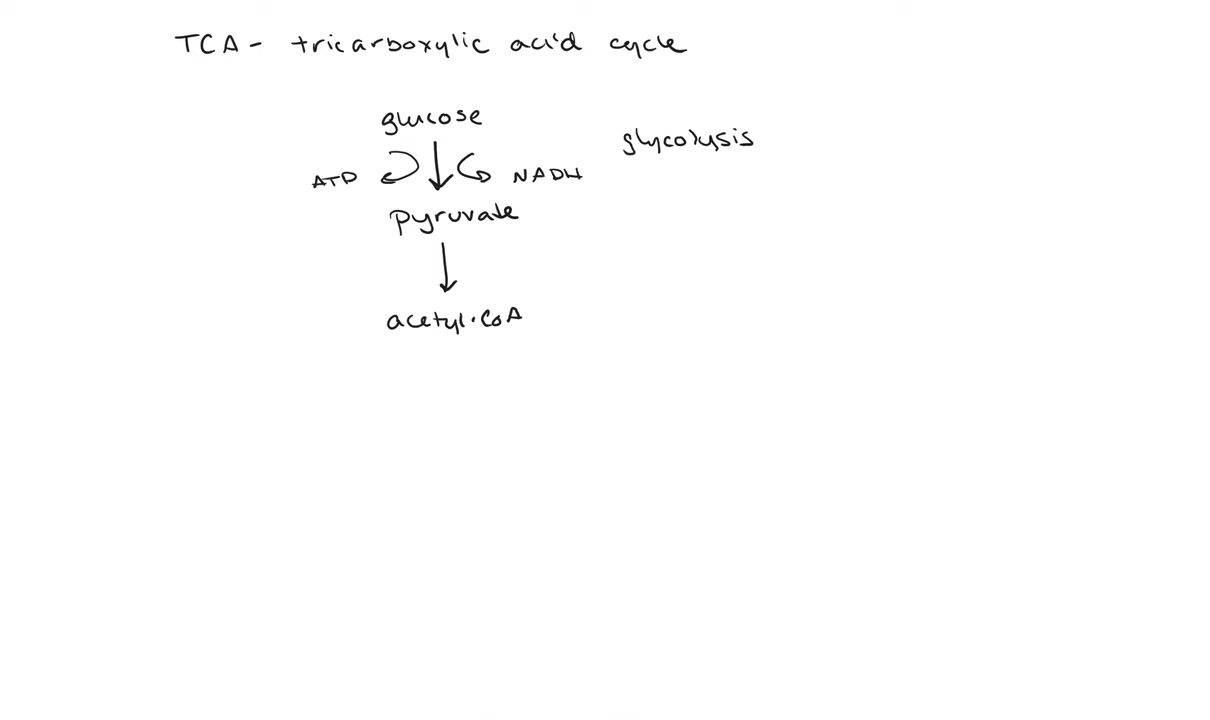 TCA - tricarboxylic acid cycle
glucose
glycolysis
ATP NADH
pyruvate
acetyl·CoA